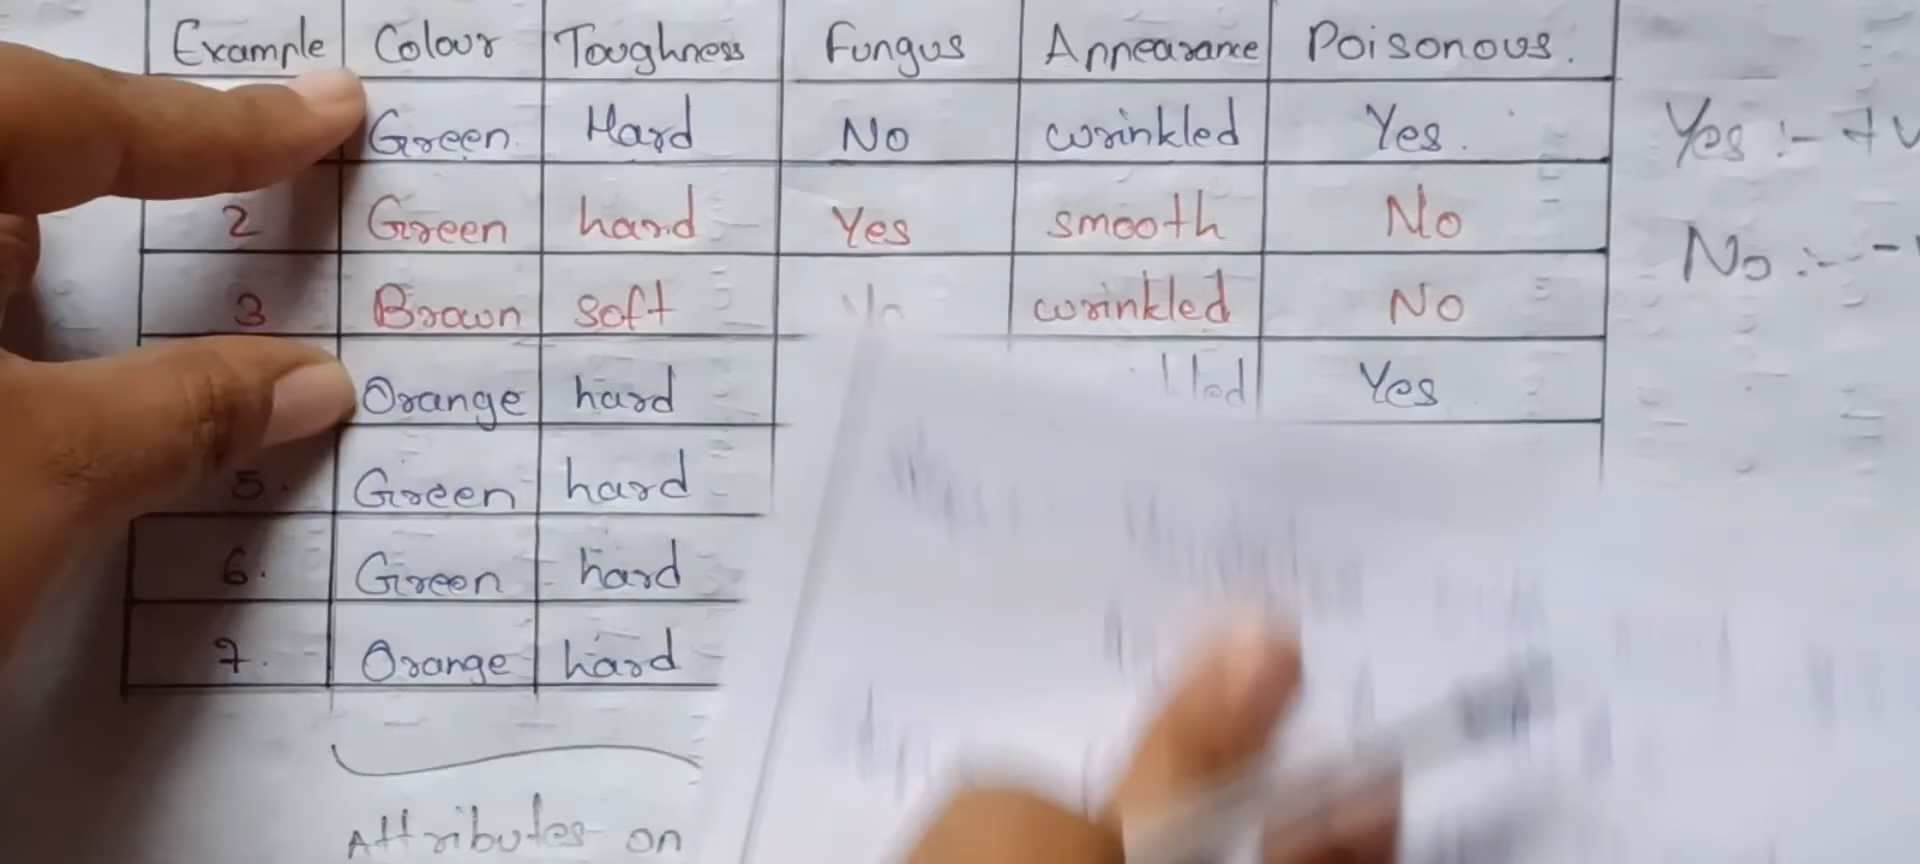 Example Colour Toughness Fungus Appearance Poisonous.
Green. Hard No wrinkled Yes.
2 Green hard Yes smooth No
3 Brown soft No wrinkled No
Orange hard Yes
5. Green hard
6. Green hard
7. Orange hard
Attributes on
Yes :- +v
No :- -